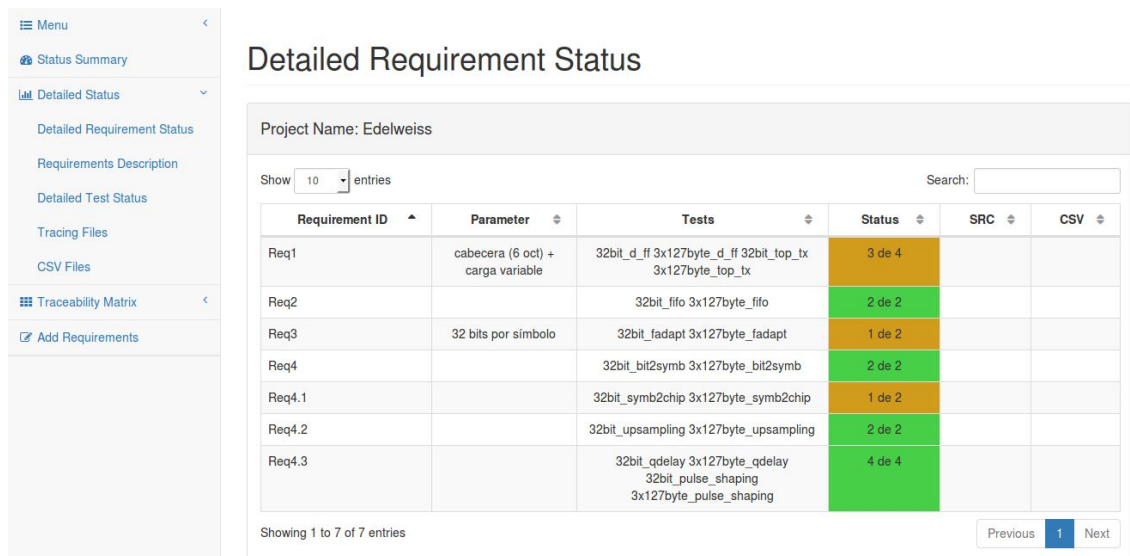 Menu
Status Summary
Detailed Status
Detailed Requirement Status
Requirements Description
Detailed Test Status
Tracing Files
CSV Files
Traceability Matrix
Add Requirements
Detailed Requirement Status
Project Name: Edelweiss
Show 10 entries Search:
Requirement ID Parameter Tests Status SRC CSV
Req1 cabecera (6 oct) + 32bit_d_ff 3x127byte_d_ff 32bit_top_tx 3 de 4
carga variable 3x127byte_top_tx
Req2 32bit_fifo 3x127byte_fifo 2 de 2
Req3 32 bits por símbolo 32bit_fadapt 3x127byte_fadapt 1 de 2
Req4 32bit_bit2symb 3x127byte_bit2symb 2 de 2
Req4.1 32bit_symb2chip 3x127byte_symb2chip 1 de 2
Req4.2 32bit_upsampling 3x127byte_upsampling 2 de 2
Req4.3 32bit_qdelay 3x127byte_qdelay 4 de 4
32bit_pulse_shaping
3x127byte_pulse_shaping
Showing 1 to 7 of 7 entries Previous 1 Next